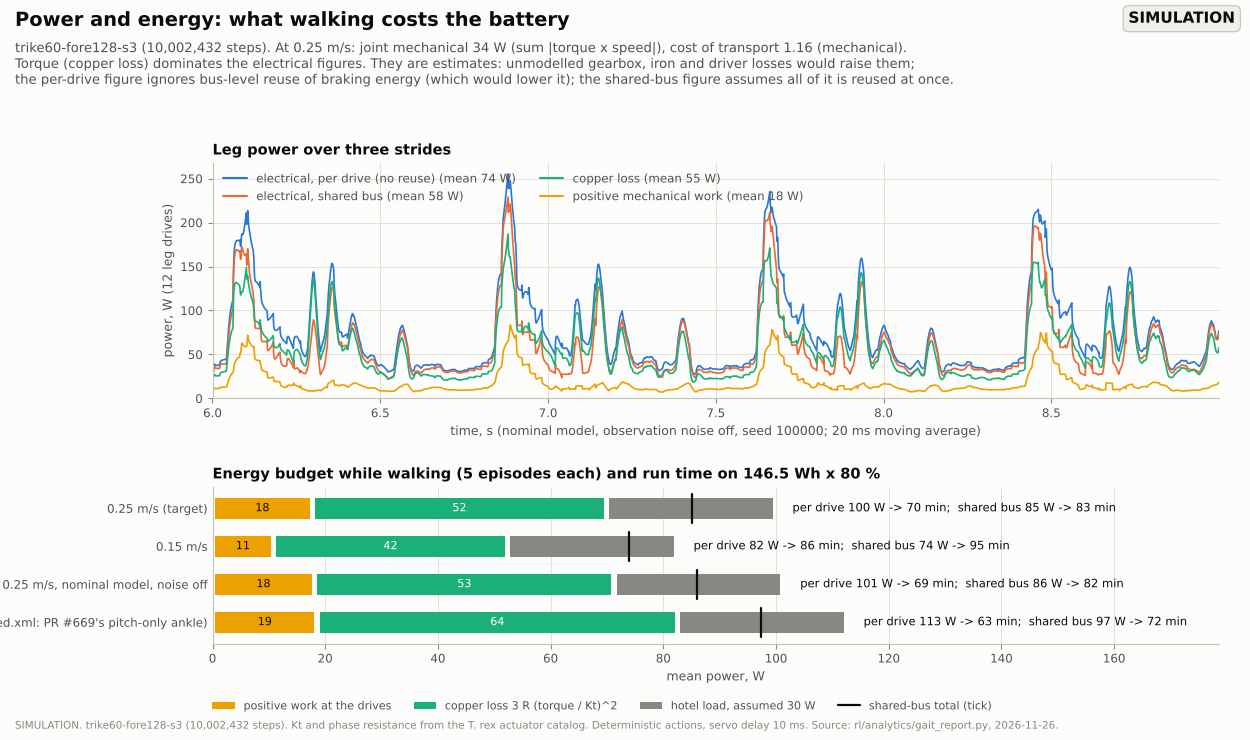 Power and energy: what walking costs the battery
SIMULATION
trike60-fore128-s3 (10,002,432 steps). At 0.25 m/s: joint mechanical 34 W (sum |torque x speed|), cost of transport 1.16 (mechanical).
Torque (copper loss) dominates the electrical figures. They are estimates: unmodelled gearbox, iron and driver losses would raise them;
the per-drive figure ignores bus-level reuse of braking energy (which would lower it); the shared-bus figure assumes all of it is reused at once.
Leg power over three strides
electrical, per drive (no reuse) (mean 74 W)
electrical, shared bus (mean 58 W)
copper loss (mean 55 W)
positive mechanical work (mean 18 W)
power, W (12 leg drives)
250
200
150
100
50
0
6.0 6.5 7.0 7.5 8.0 8.5
time, s (nominal model, observation noise off, seed 100000; 20 ms moving average)
Energy budget while walking (5 episodes each) and run time on 146.5 Wh x 80 %
0.25 m/s (target) 18 52 per drive 100 W -> 70 min; shared bus 85 W -> 83 min
0.15 m/s 11 42 per drive 82 W -> 86 min; shared bus 74 W -> 95 min
0.25 m/s, nominal model, noise off 18 53 per drive 101 W -> 69 min; shared bus 86 W -> 82 min
ed.xml: PR #669's pitch-only ankle) 19 64 per drive 113 W -> 63 min; shared bus 97 W -> 72 min
0 20 40 60 80 100 120 140 160
mean power, W
positive work at the drives copper loss 3 R (torque / Kt)^2 hotel load, assumed 30 W shared-bus total (tick)
SIMULATION. trike60-fore128-s3 (10,002,432 steps). Kt and phase resistance from the T. rex actuator catalog. Deterministic actions, servo delay 10 ms. Source: rl/analytics/gait_report.py, 2026-11-26.